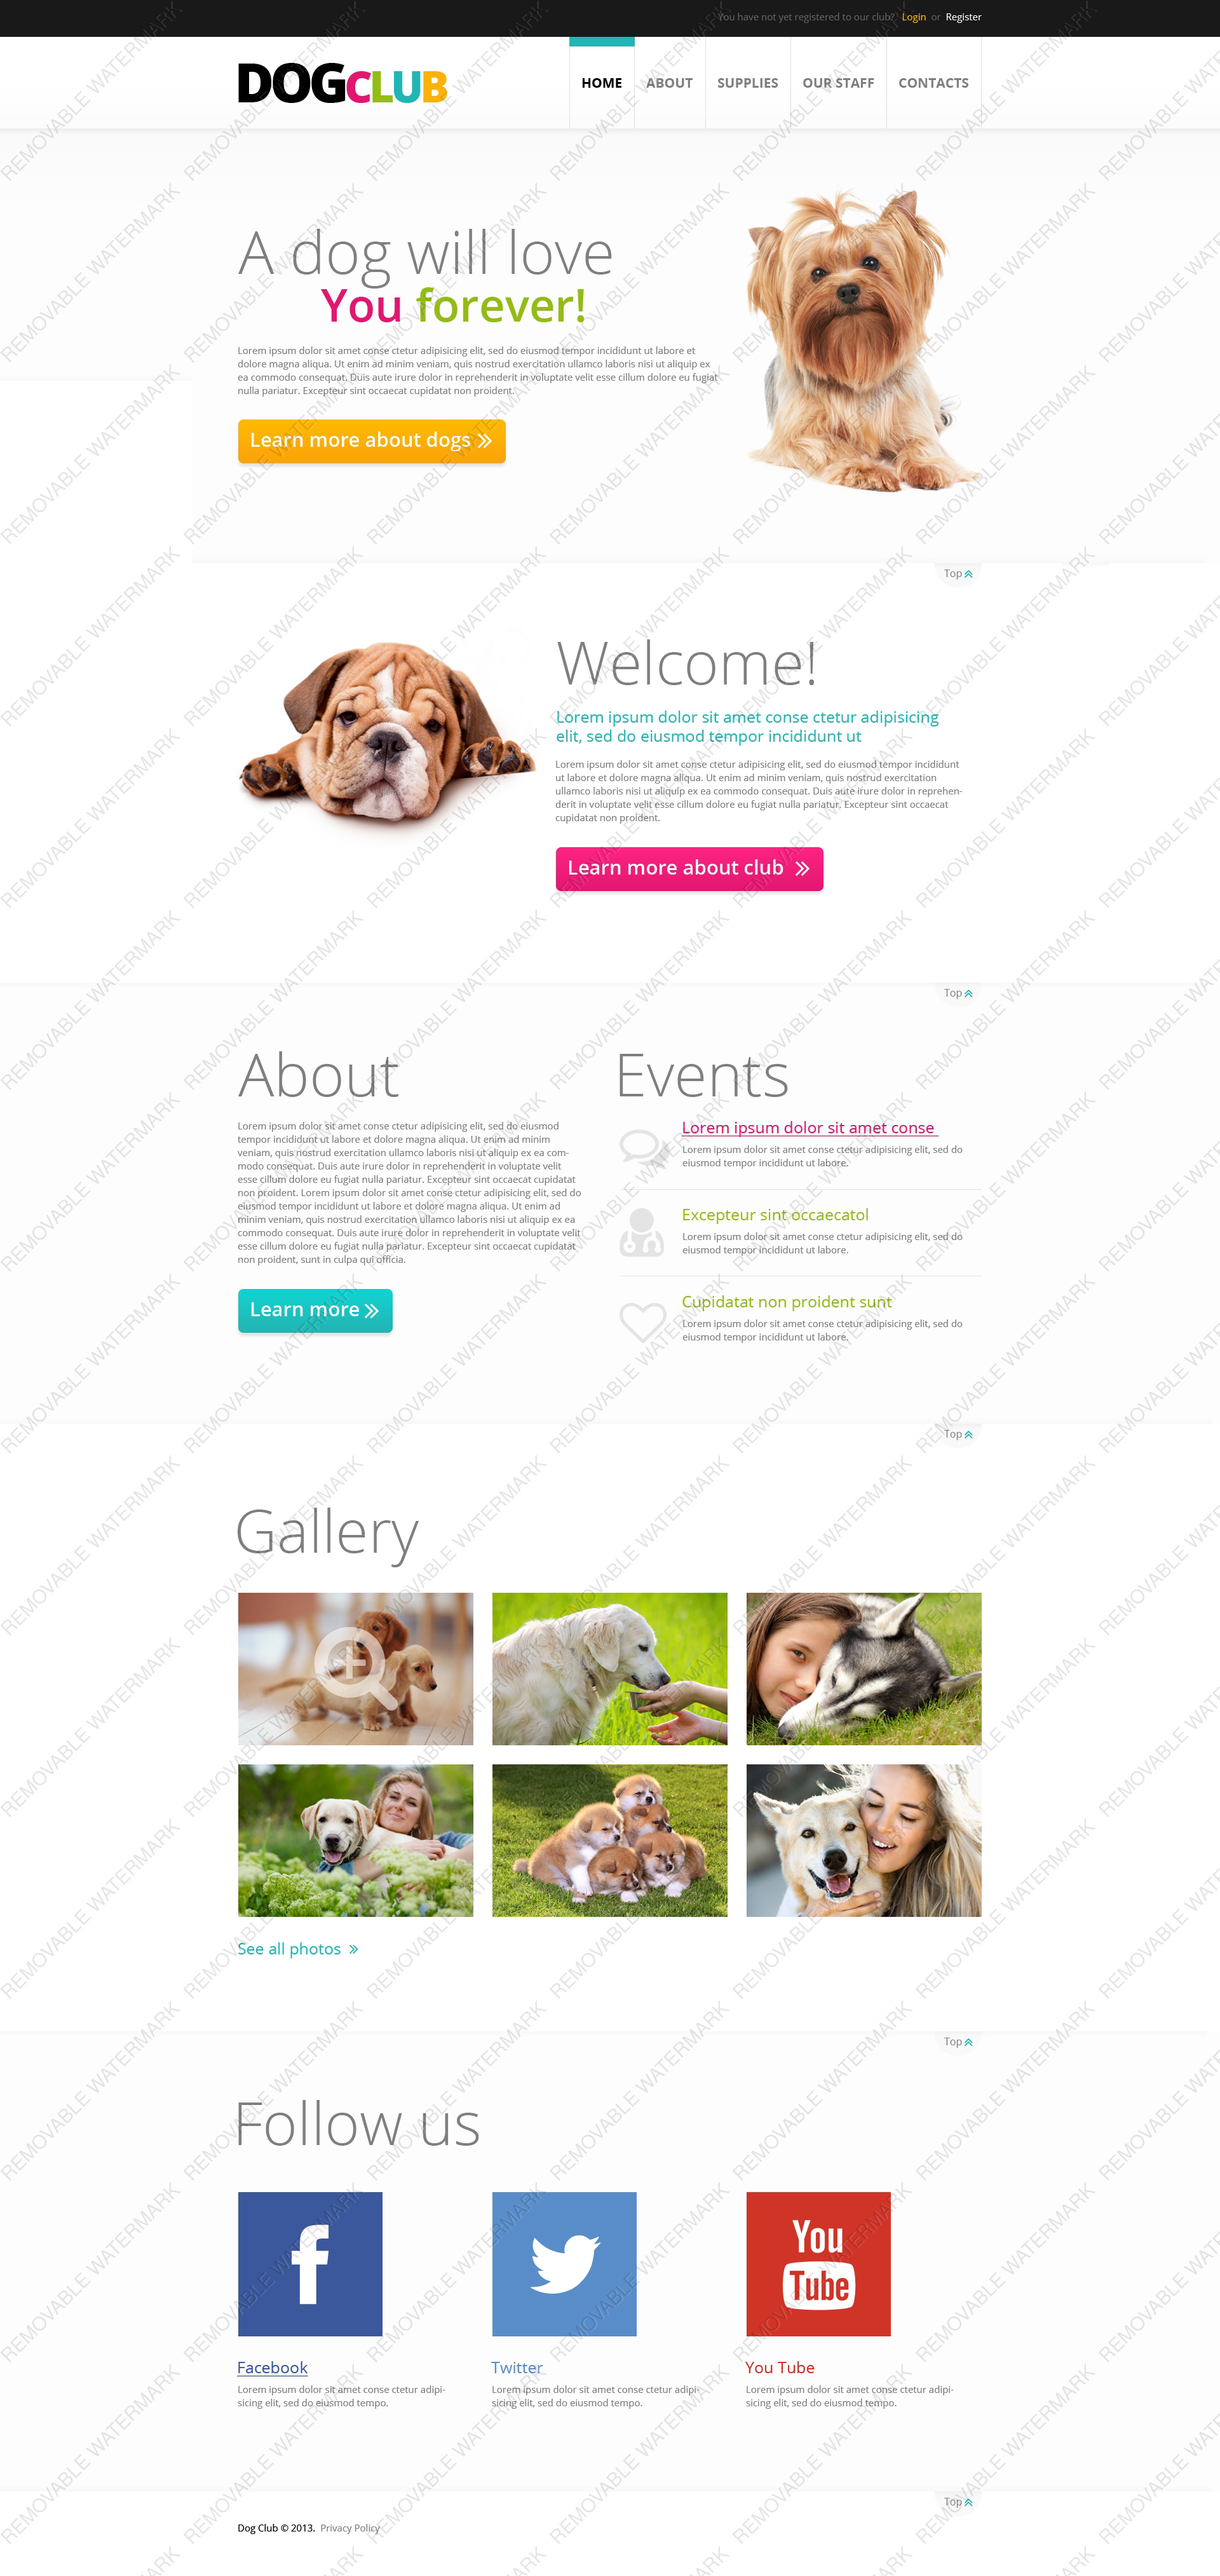 You have not yet registered to our club? Login or Register
DOGCLUB
HOME ABOUT SUPPLIES OUR STAFF CONTACTS
A dog will love
You forever!
Lorem ipsum dolor sit amet conse ctetur adipisicing elit, sed do eiusmod tempor incididunt ut labore et
dolore magna aliqua. Ut enim ad minim veniam, quis nostrud exercitation ullamco laboris nisi ut aliquip ex
ea commodo consequat. Duis aute irure dolor in reprehenderit in voluptate velit esse cillum dolore eu fugiat
nulla pariatur. Excepteur sint occaecat cupidatat non proident.
Learn more about dogs
Top
Welcome!
Lorem ipsum dolor sit amet conse ctetur adipisicing
elit, sed do eiusmod tempor incididunt ut
Lorem ipsum dolor sit amet conse ctetur adipisicing elit, sed do eiusmod tempor incididunt
ut labore et dolore magna aliqua. Ut enim ad minim veniam, quis nostrud exercitation
ullamco laboris nisi ut aliqulp ex ea commodo consequat. Duis aute irure dolor in reprehen-
derit in voluptate velit esse cillum dolore eu fugiat nulla pariatur. Excepteur sint occaecat
cupidatat non proident.
Learn more about club
Top
About
Lorem ipsum dolor sit amet conse ctetur adipisicing elit, sed do eiusmod
tempor incididunt ut labore et dolore magna aliqua. Ut enim ad minim
veniam, quis nostrud exercitation ullamco laboris nisi ut aliquip ex ea com-
modo consequat. Duis aute irure dolor in reprehenderit in voluptate velit
esse cillum dolore eu fugiat nulla pariatur. Excepteur sint occaecat cupidatat
non proident. Lorem ipsum dolor sit amet conse ctetur adipisicing elit, sed do
eiusmod tempor incididunt ut labore et dolore magna aliqua. Ut enim ad
minim veniam, quis nostrud exercitation ullamco laboris nisi ut aliquip ex ea
commodo consequat. Duis aute irure dolor in reprehenderit in voluptate velit
esse cillum dolore eu fugiat nulla pariatur. Excepteur sint occaecat cupidatat
non proident, sunt in culpa qui officia.
Learn more
Events
Lorem ipsum dolor sit amet conse
Lorem ipsum dolor sit amet conse ctetur adipisicing elit, sed do
eiusmod tempor incididunt ut labore.
Excepteur sint occaecatol
Lorem ipsum dolor sit amet conse ctetur adipisicing elit, sed do
eiusmod tempor incididunt ut labore.
Cupidatat non proident sunt
Lorem ipsum dolor sit amet conse ctetur adipisicing elit, sed do
eiusmod tempor incididunt ut labore.
Top
Gallery
See all photos
Top
Follow us
f
You
Tube
Facebook
Lorem ipsum dolor sit amet conse ctetur adipi-
sicing elit, sed do eiusmod tempo.
Twitter
Lorem ipsum dolor sit amet conse ctetur adipi-
sicing elit, sed do eiusmod tempo.
You Tube
Lorem ipsum dolor sit amet conse ctetur adipi-
sicing elit, sed do eiusmod tempo.
Top
Dog Club © 2013. Privacy Policy
REMOVABLE WATERMARK